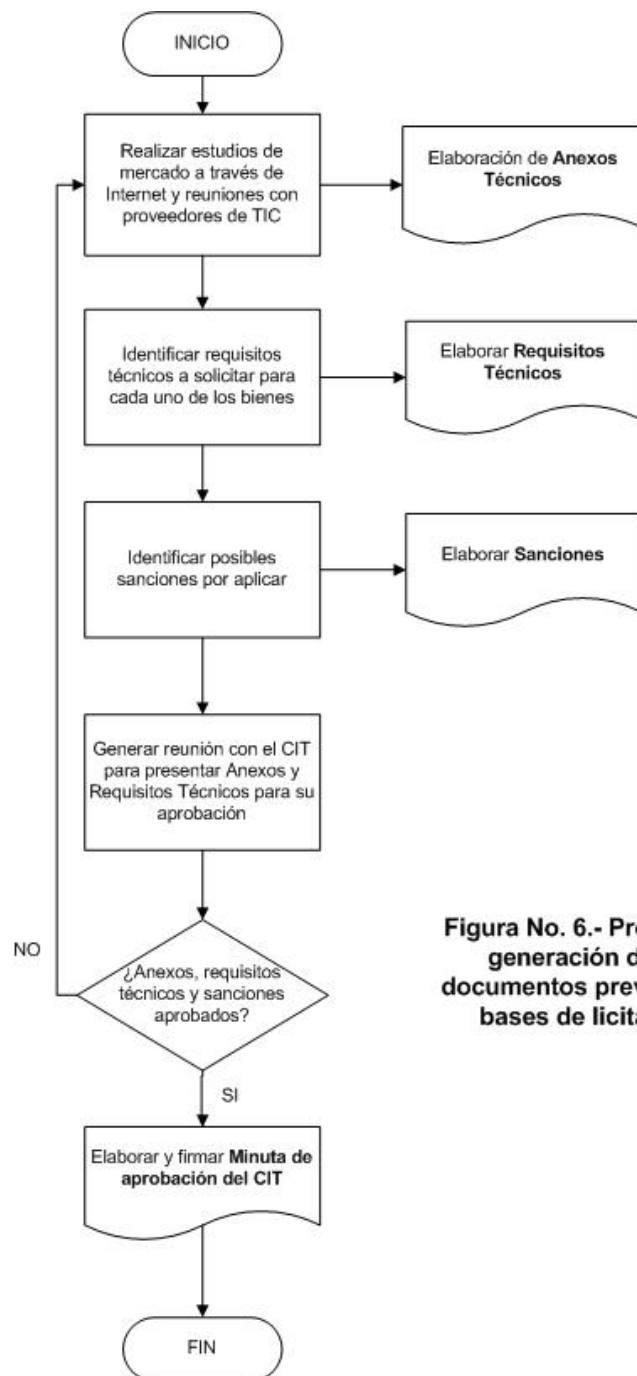 INICIO
Realizar estudios de
mercado a través de
Internet y reuniones con
proveedores de TIC
Elaboración de Anexos
Técnicos
Identificar requisitos
técnicos a solicitar para
cada uno de los bienes
Elaborar Requisitos
Técnicos
Identificar posibles
sanciones por aplicar
Elaborar Sanciones
Generar reunión con el CIT
para presentar Anexos y
Requisitos Técnicos para su
aprobación
¿Anexos, requisitos
técnicos y sanciones
aprobados?
NO
SI
Figura No. 6.-
generación
documentos
bases de
Elaborar y firmar Minuta de
aprobación del CIT
FIN